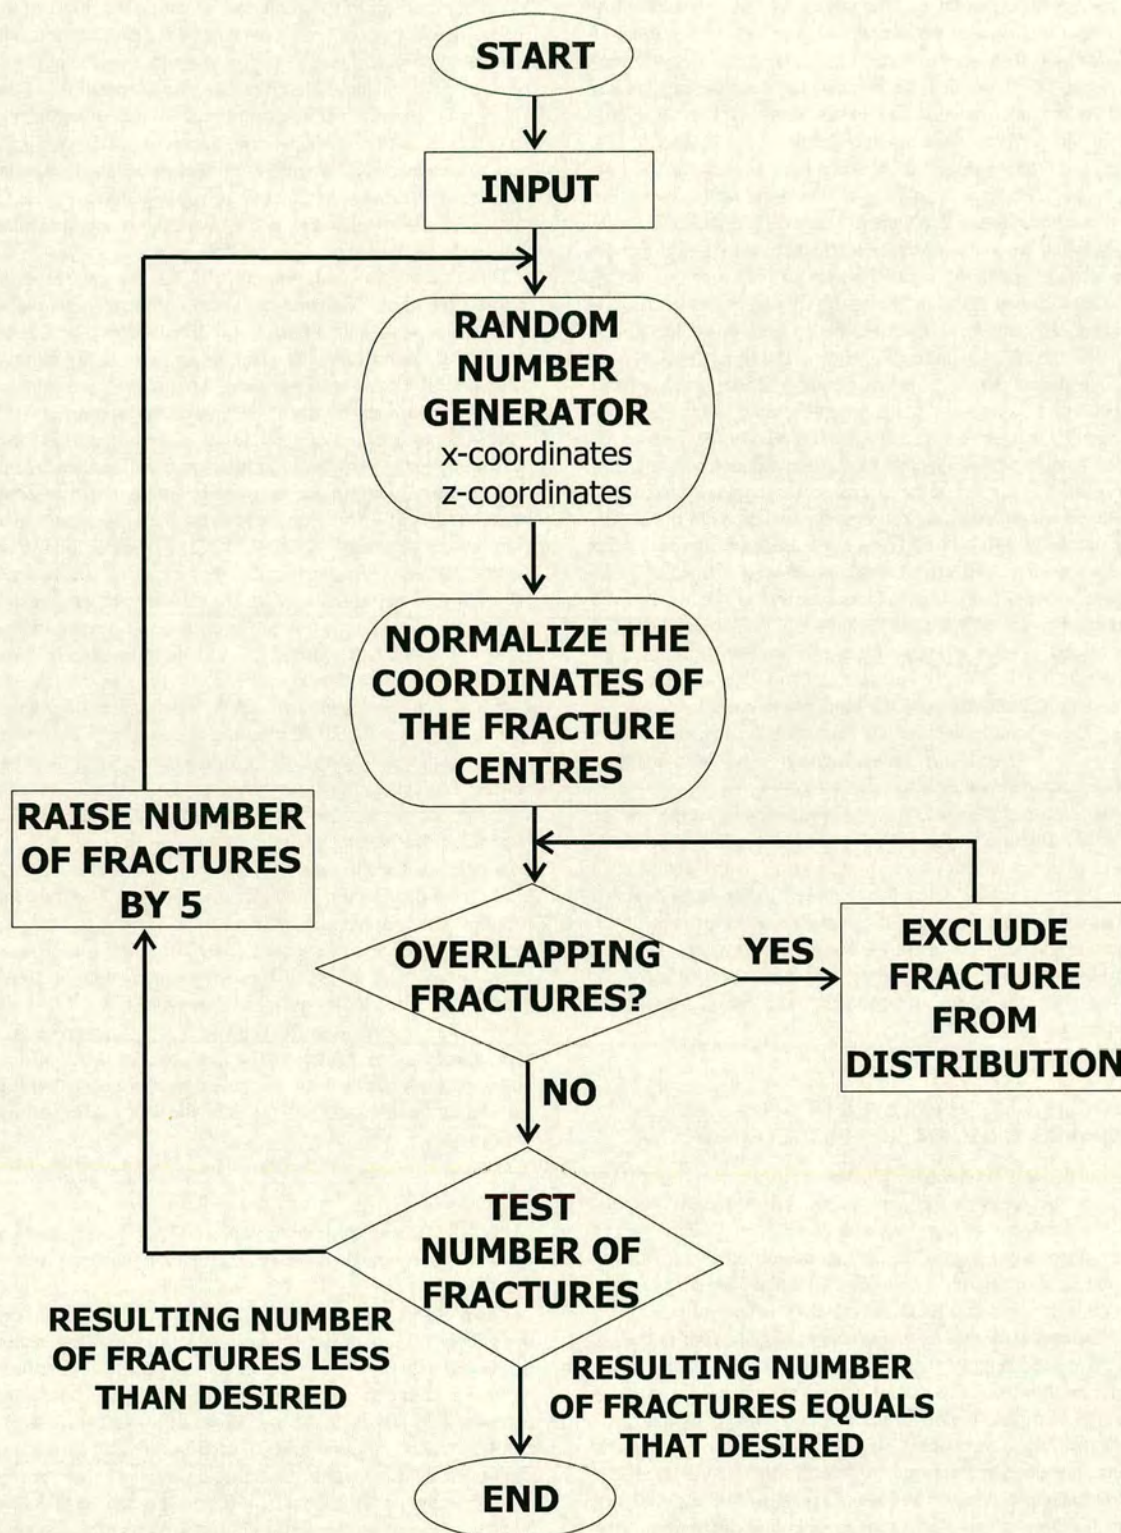 START
INPUT
RANDOM
NUMBER
GENERATOR
x-coordinates
z-coordinates
NORMALIZE THE
COORDINATES OF
THE FRACTURE
CENTRES
RAISE NUMBER
OF FRACTURES
BY 5
OVERLAPPING
FRACTURES?
YES
EXCLUDE
FRACTURE
FROM
DISTRIBUTION
NO
TEST
NUMBER OF
FRACTURES
RESULTING NUMBER
OF FRACTURES LESS
THAN DESIRED
RESULTING NUMBER
OF FRACTURES EQUALS
THAT DESIRED
END